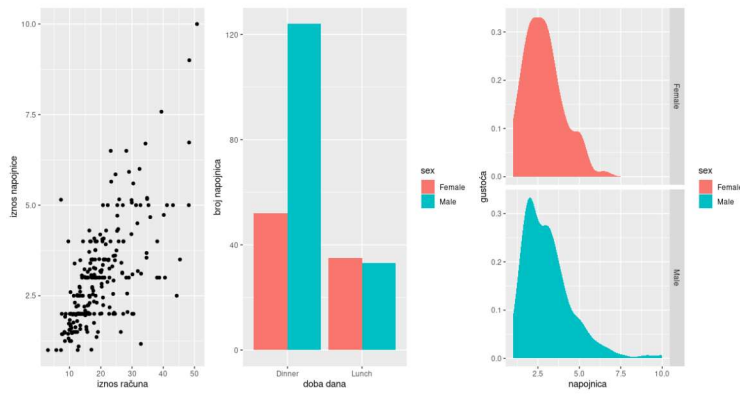 10.0
7.5
5.0
2.5
iznos napojnice
10
20
30
40
50
iznos računa
120
80
40
0
broj napojnica
Dinner
Lunch
doba dana
sex
Female
Male
0.3
0.2
0.1
0.0
Female
0.3
0.2
0.1
0.0
Male
gustoća
2.5
5.0
7.5
10.0
napojnica
sex
Female
Male